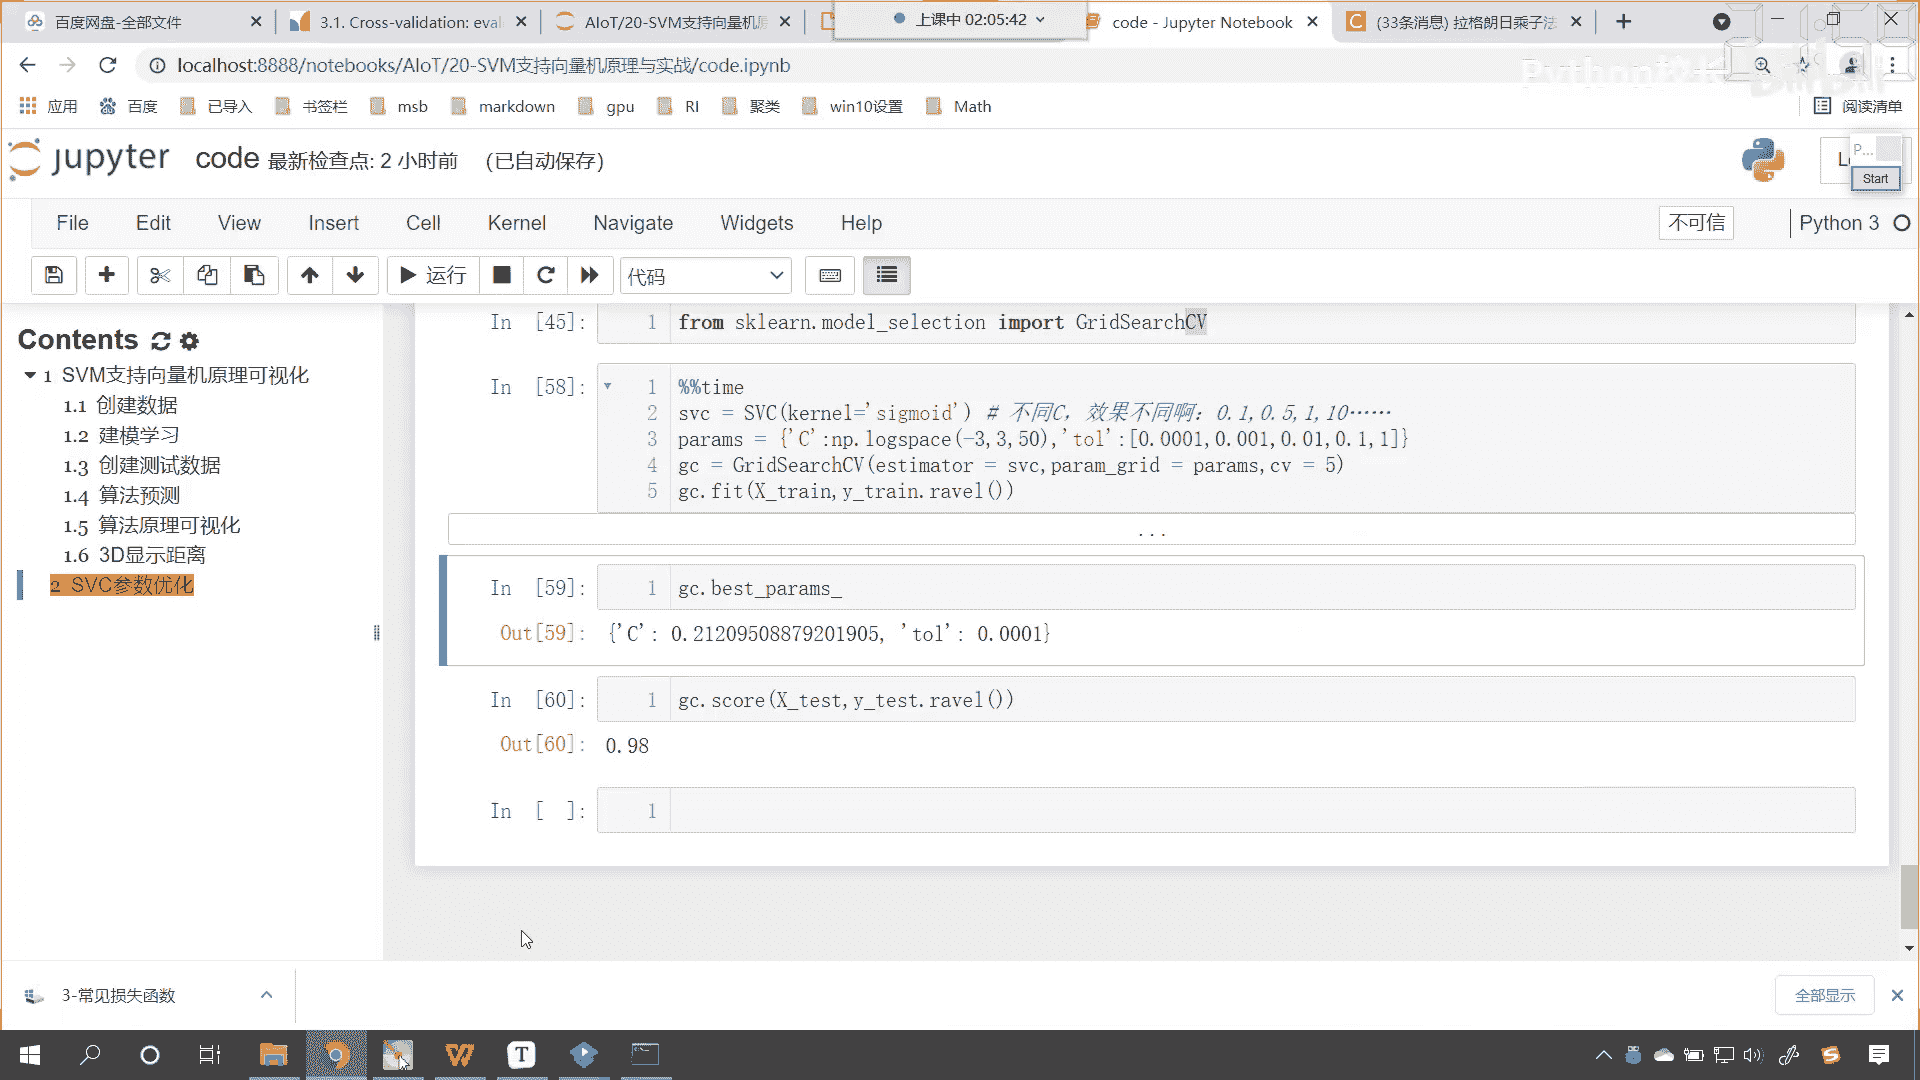 百度网盘-全部文件
3.1. Cross-validation: eval
AIoT/20-SVM支持向量机原
上课中 02:05:42
code - Jupyter Notebook
(33条消息) 拉格朗日乘子法
localhost:8888/notebooks/AIoT/20-SVM支持向量机原理与实战/code.ipynb
应用
百度
已导入
书签栏
msb
markdown
gpu
RI
聚类
win10设置
Math
阅读清单
jupyter code 最新检查点: 2 小时前 (已自动保存)
P...
Start
File Edit View Insert Cell Kernel Navigate Widgets Help
不可信
Python 3
运行
代码
Contents
1 SVM支持向量机原理可视化
1.1 创建数据
1.2 建模学习
1.3 创建测试数据
1.4 算法预测
1.5 算法原理可视化
1.6 3D显示距离
2 SVC参数优化
In [45]: 1 from sklearn.model_selection import GridSearchCV
In [58]: 1 %%time
2 svc = SVC(kernel='sigmoid') # 不同C, 效果不同啊: 0.1,0.5,1,10……
3 params = {'C':np.logspace(-3,3,50),'tol':[0.0001,0.001,0.01,0.1,1]}
4 gc = GridSearchCV(estimator = svc,param_grid = params,cv = 5)
5 gc.fit(X_train,y_train.ravel())
...
In [59]: 1 gc.best_params_
Out[59]: {'C': 0.21209508879201905, 'tol': 0.0001}
In [60]: 1 gc.score(X_test,y_test.ravel())
Out[60]: 0.98
In [ ]: 1
3-常见损失函数
全部显示